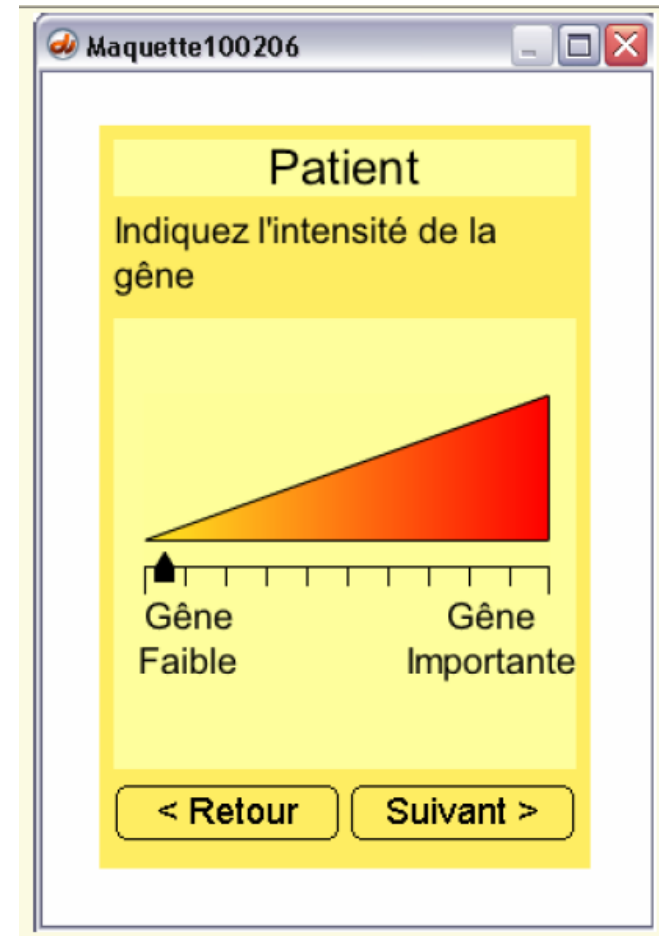 Maquette100206
Patient
Indiquez l'intensité de la
gêne
Gêne Gêne
Faible Importante
< Retour Suivant >